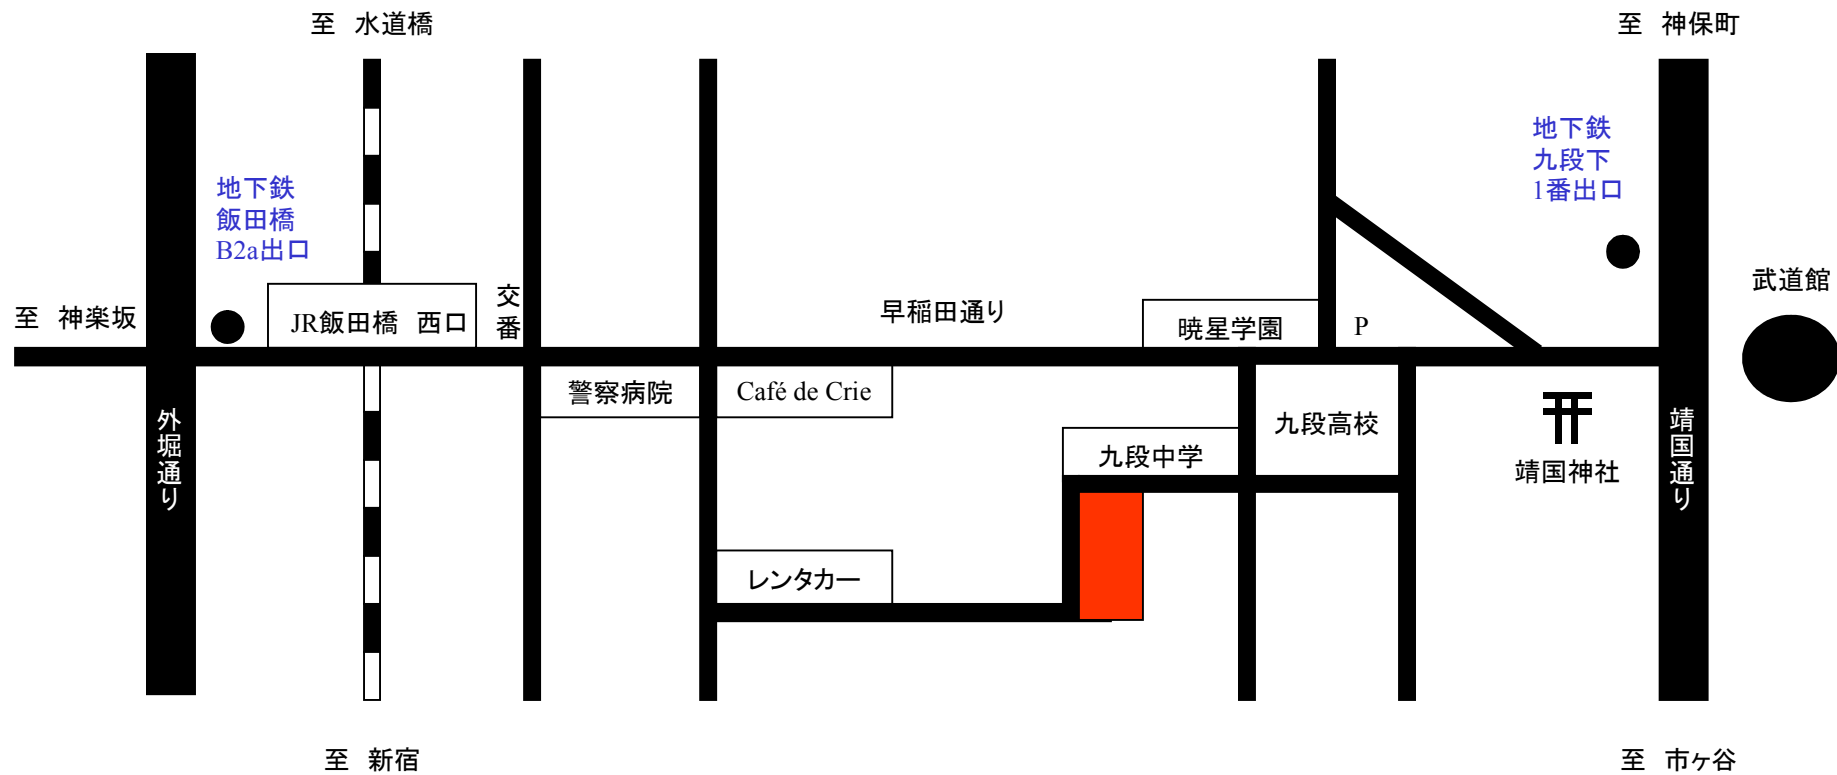 至 水道橋
至 神保町
地下鉄
九段下
1番出口
地下鉄
飯田橋
B2a出口
武道館
至 神楽坂
JR飯田橋 西口
交番
早稲田通り
暁星学園
P
警察病院
Café de Crie
外堀通り
九段高校
九段中学
靖国神社
靖国通り
レンタカー
至 新宿
至 市ヶ谷